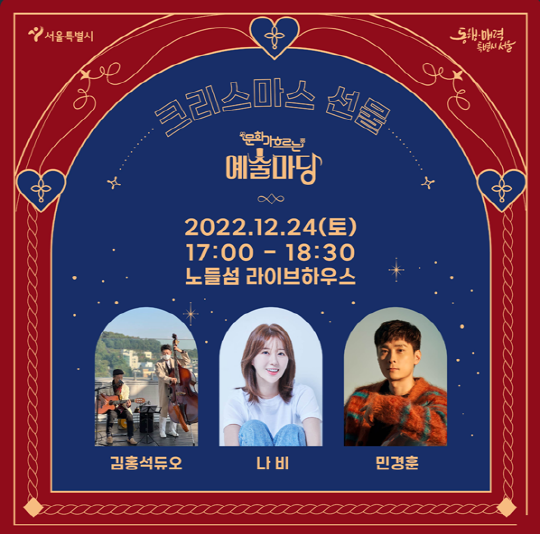 서울특별시
동행·매력
특별시 서울
크리스마스 선물
"문화가 흐르는"
예술마당
2022.12.24(토)
17:00 - 18:30
노들섬 라이브하우스
김홍석듀오
나비
민경훈